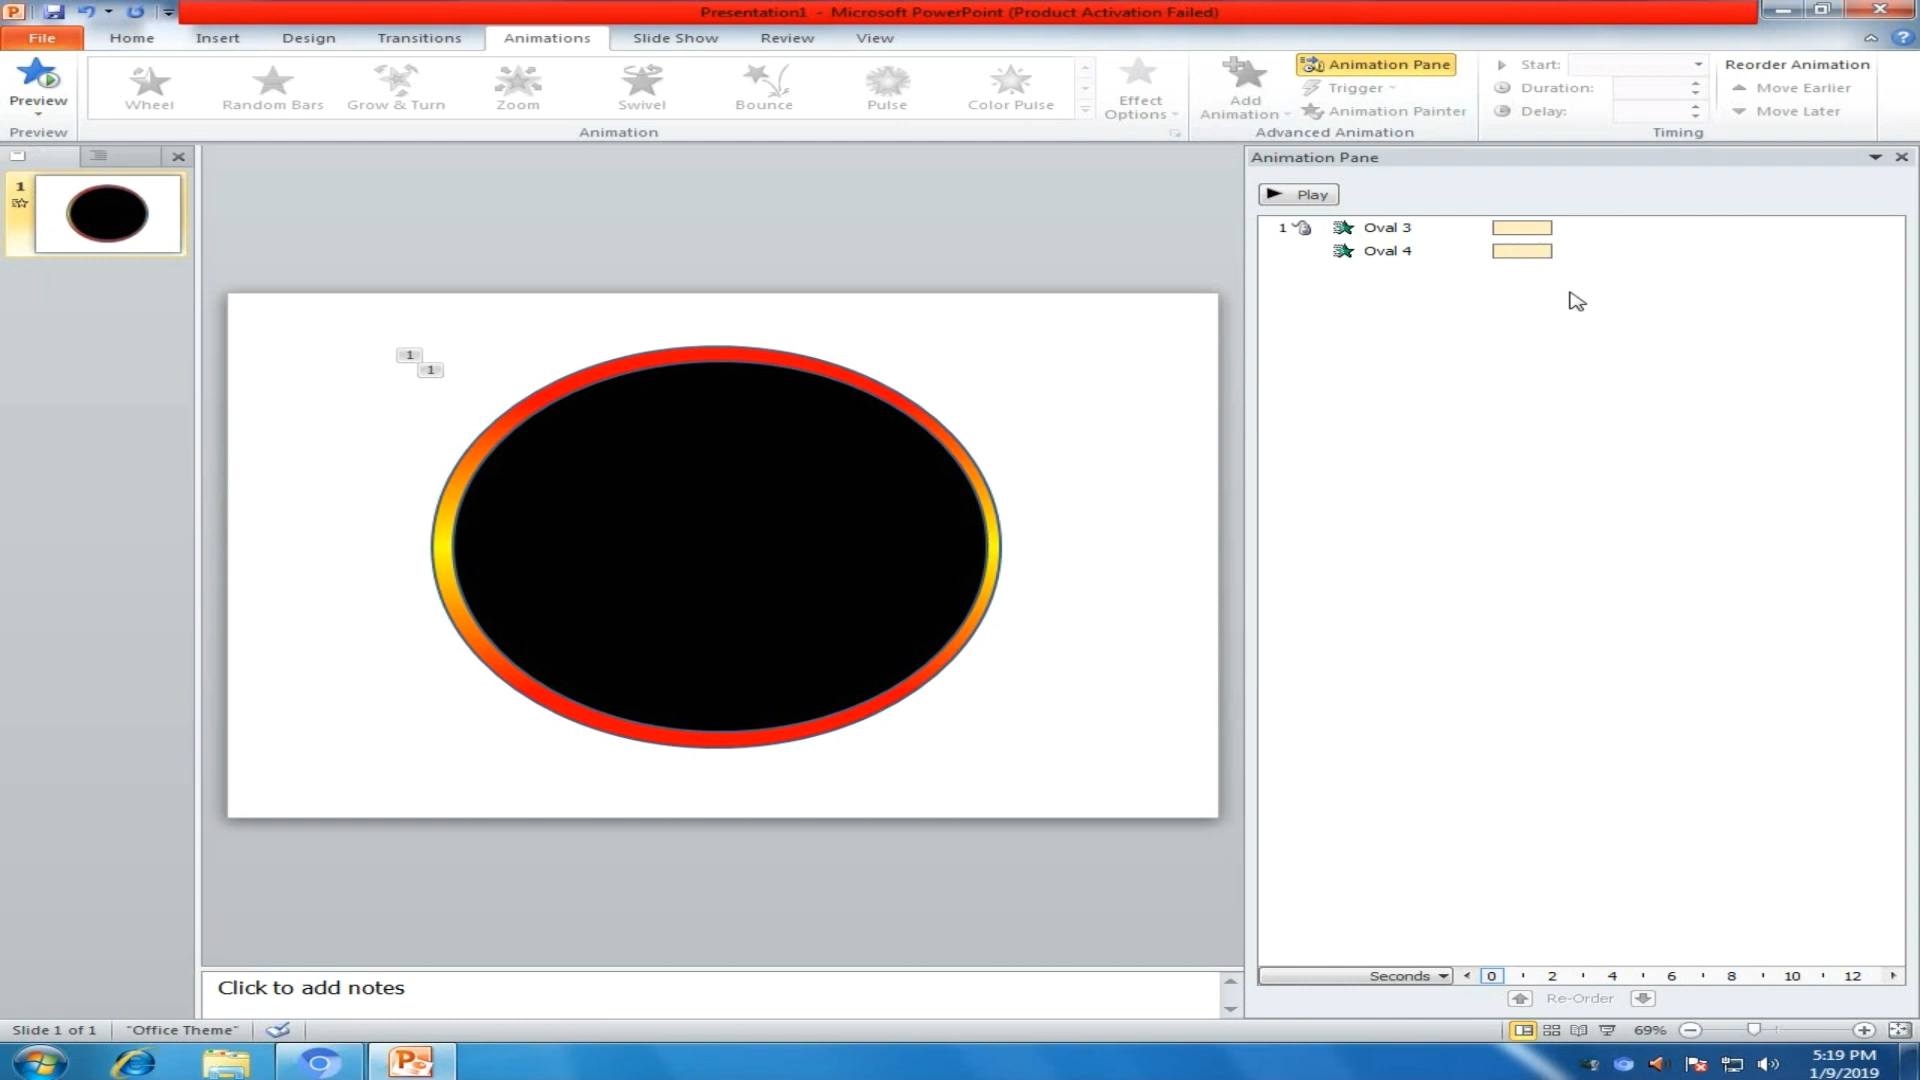 Presentation1 - Microsoft PowerPoint (Product Activation Failed)
File Home Insert Design Transitions Animations Slide Show Review View
Preview
Wheel Random Bars Grow & Turn Zoom Swivel Bounce Pulse Color Pulse
Effect Options
Add Animation
Animation Pane
Trigger
Animation Painter
Start:
Duration:
Delay:
Reorder Animation
Move Earlier
Move Later
Preview Animation Advanced Animation Timing
1
Animation Pane
Play
1 Oval 3
Oval 4
1
1
Seconds 0 2 4 6 8 10 12
Re-Order
Click to add notes
Slide 1 of 1 "Office Theme" 69%
5:19 PM
1/9/2019